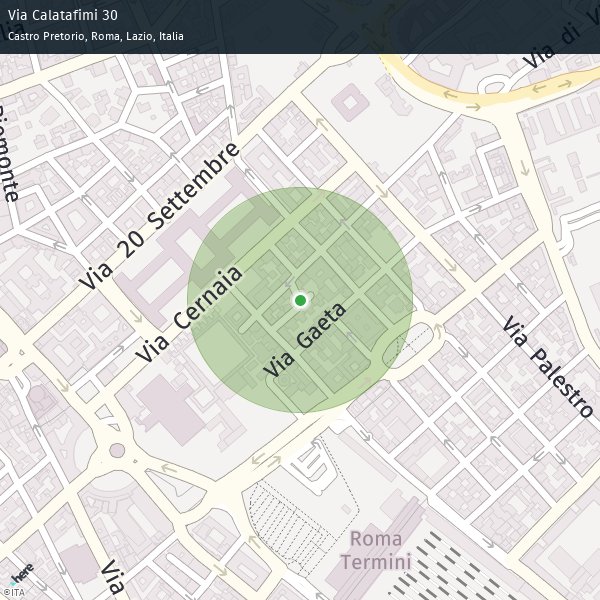 Via Calatafimi 30
Castro Pretorio, Roma, Lazio, Italia
Via di V
Piemonte
Via 20 Settembre
Via Cernaia
Via Gaeta
Via Palestro
Roma
Termini
Via
here
©ITA